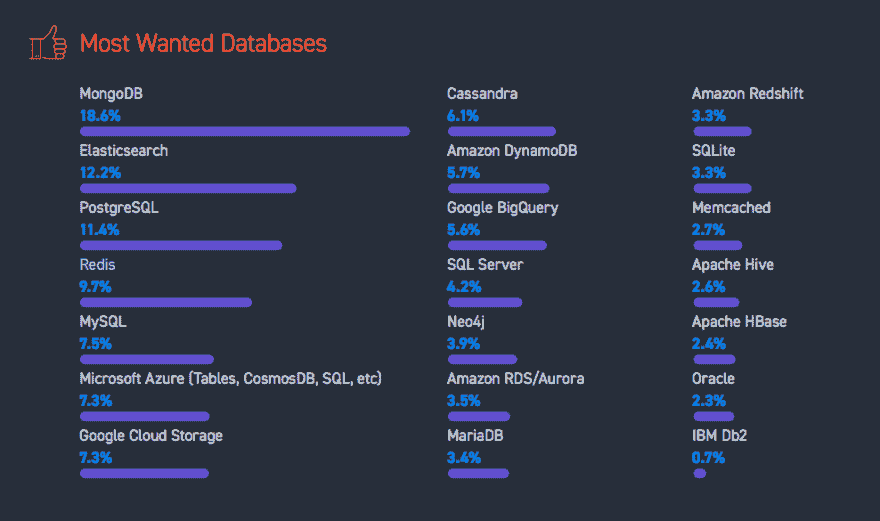 Most Wanted Databases
MongoDB
18.6%
Elasticsearch
12.2%
PostgreSQL
11.4%
Redis
9.7%
MySQL
7.5%
Microsoft Azure (Tables, CosmosDB, SQL, etc)
7.3%
Google Cloud Storage
7.3%
Cassandra
6.1%
Amazon DynamoDB
5.7%
Google BigQuery
5.6%
SQL Server
4.2%
Neo4j
3.9%
Amazon RDS/Aurora
3.5%
MariaDB
3.4%
Amazon Redshift
3.3%
SQLite
3.3%
Memcached
2.7%
Apache Hive
2.6%
Apache HBase
2.4%
Oracle
2.3%
IBM Db2
0.7%